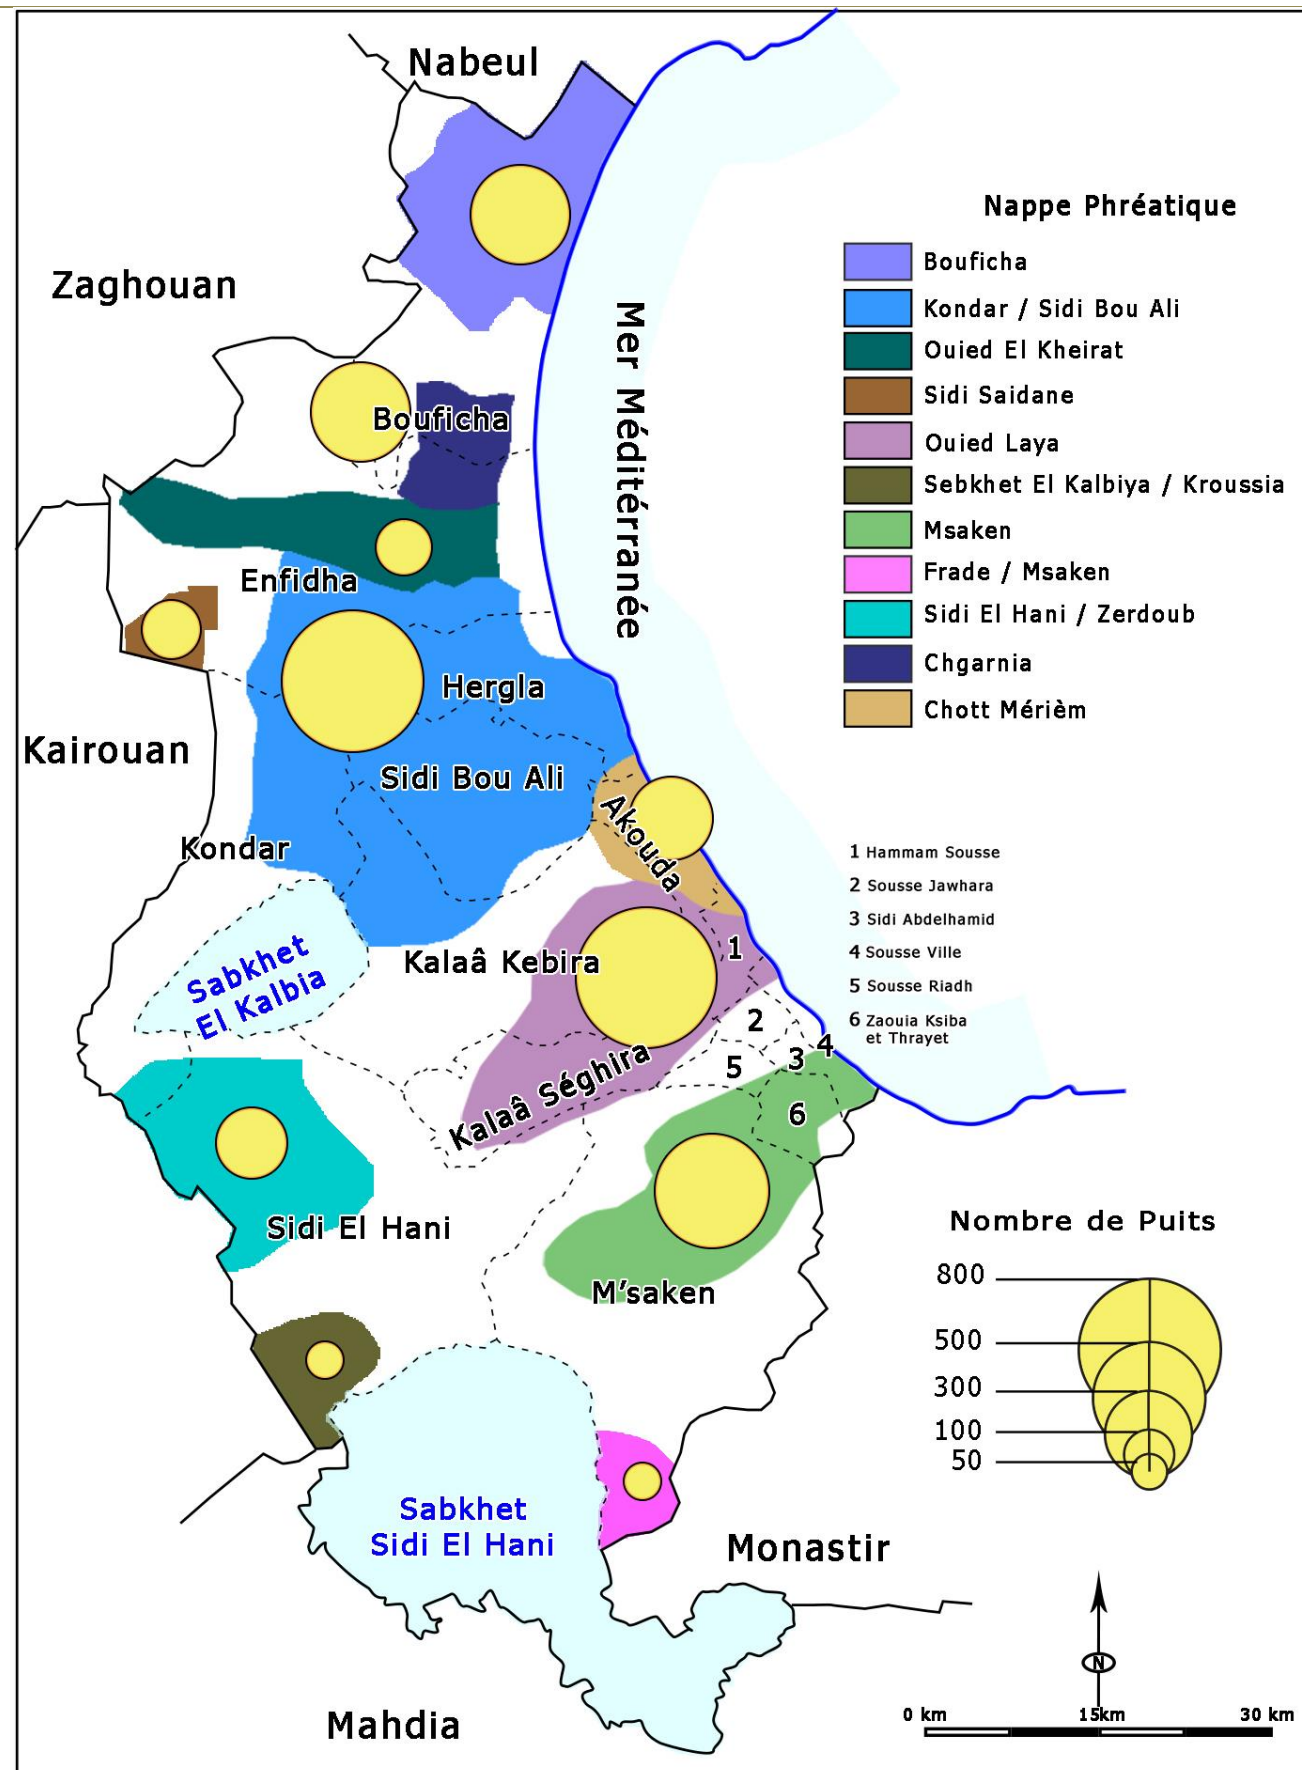 Nabeul
Zaghouan
Nappe Phréatique
Bouficha
Kondar / Sidi Bou Ali
Ouied El Kheirat
Sidi Saidane
Ouied Laya
Sebkhet El Kalbiya / Kroussia
Msaken
Frade / Msaken
Sidi El Hani / Zerdoub
Chgarnia
Chott Mérièm
Mer Méditérranée
Bouficha
Enfidha
Hergla
Kairouan
Sidi Bou Ali
Akouda
Kondar
Sabkhet
El Kalbia
Kalaâ Kebira
Kalaâ Séghira
1
2
3
4
5
6
1 Hammam Sousse
2 Sousse Jawhara
3 Sidi Abdelhamid
4 Sousse Ville
5 Sousse Riadh
6 Zaouia Ksiba
et Thrayet
Sidi El Hani
M'saken
Nombre de Puits
800
500
300
100
50
Sabkhet
Sidi El Hani
Monastir
Mahdia
N
0 km 15km 30 km